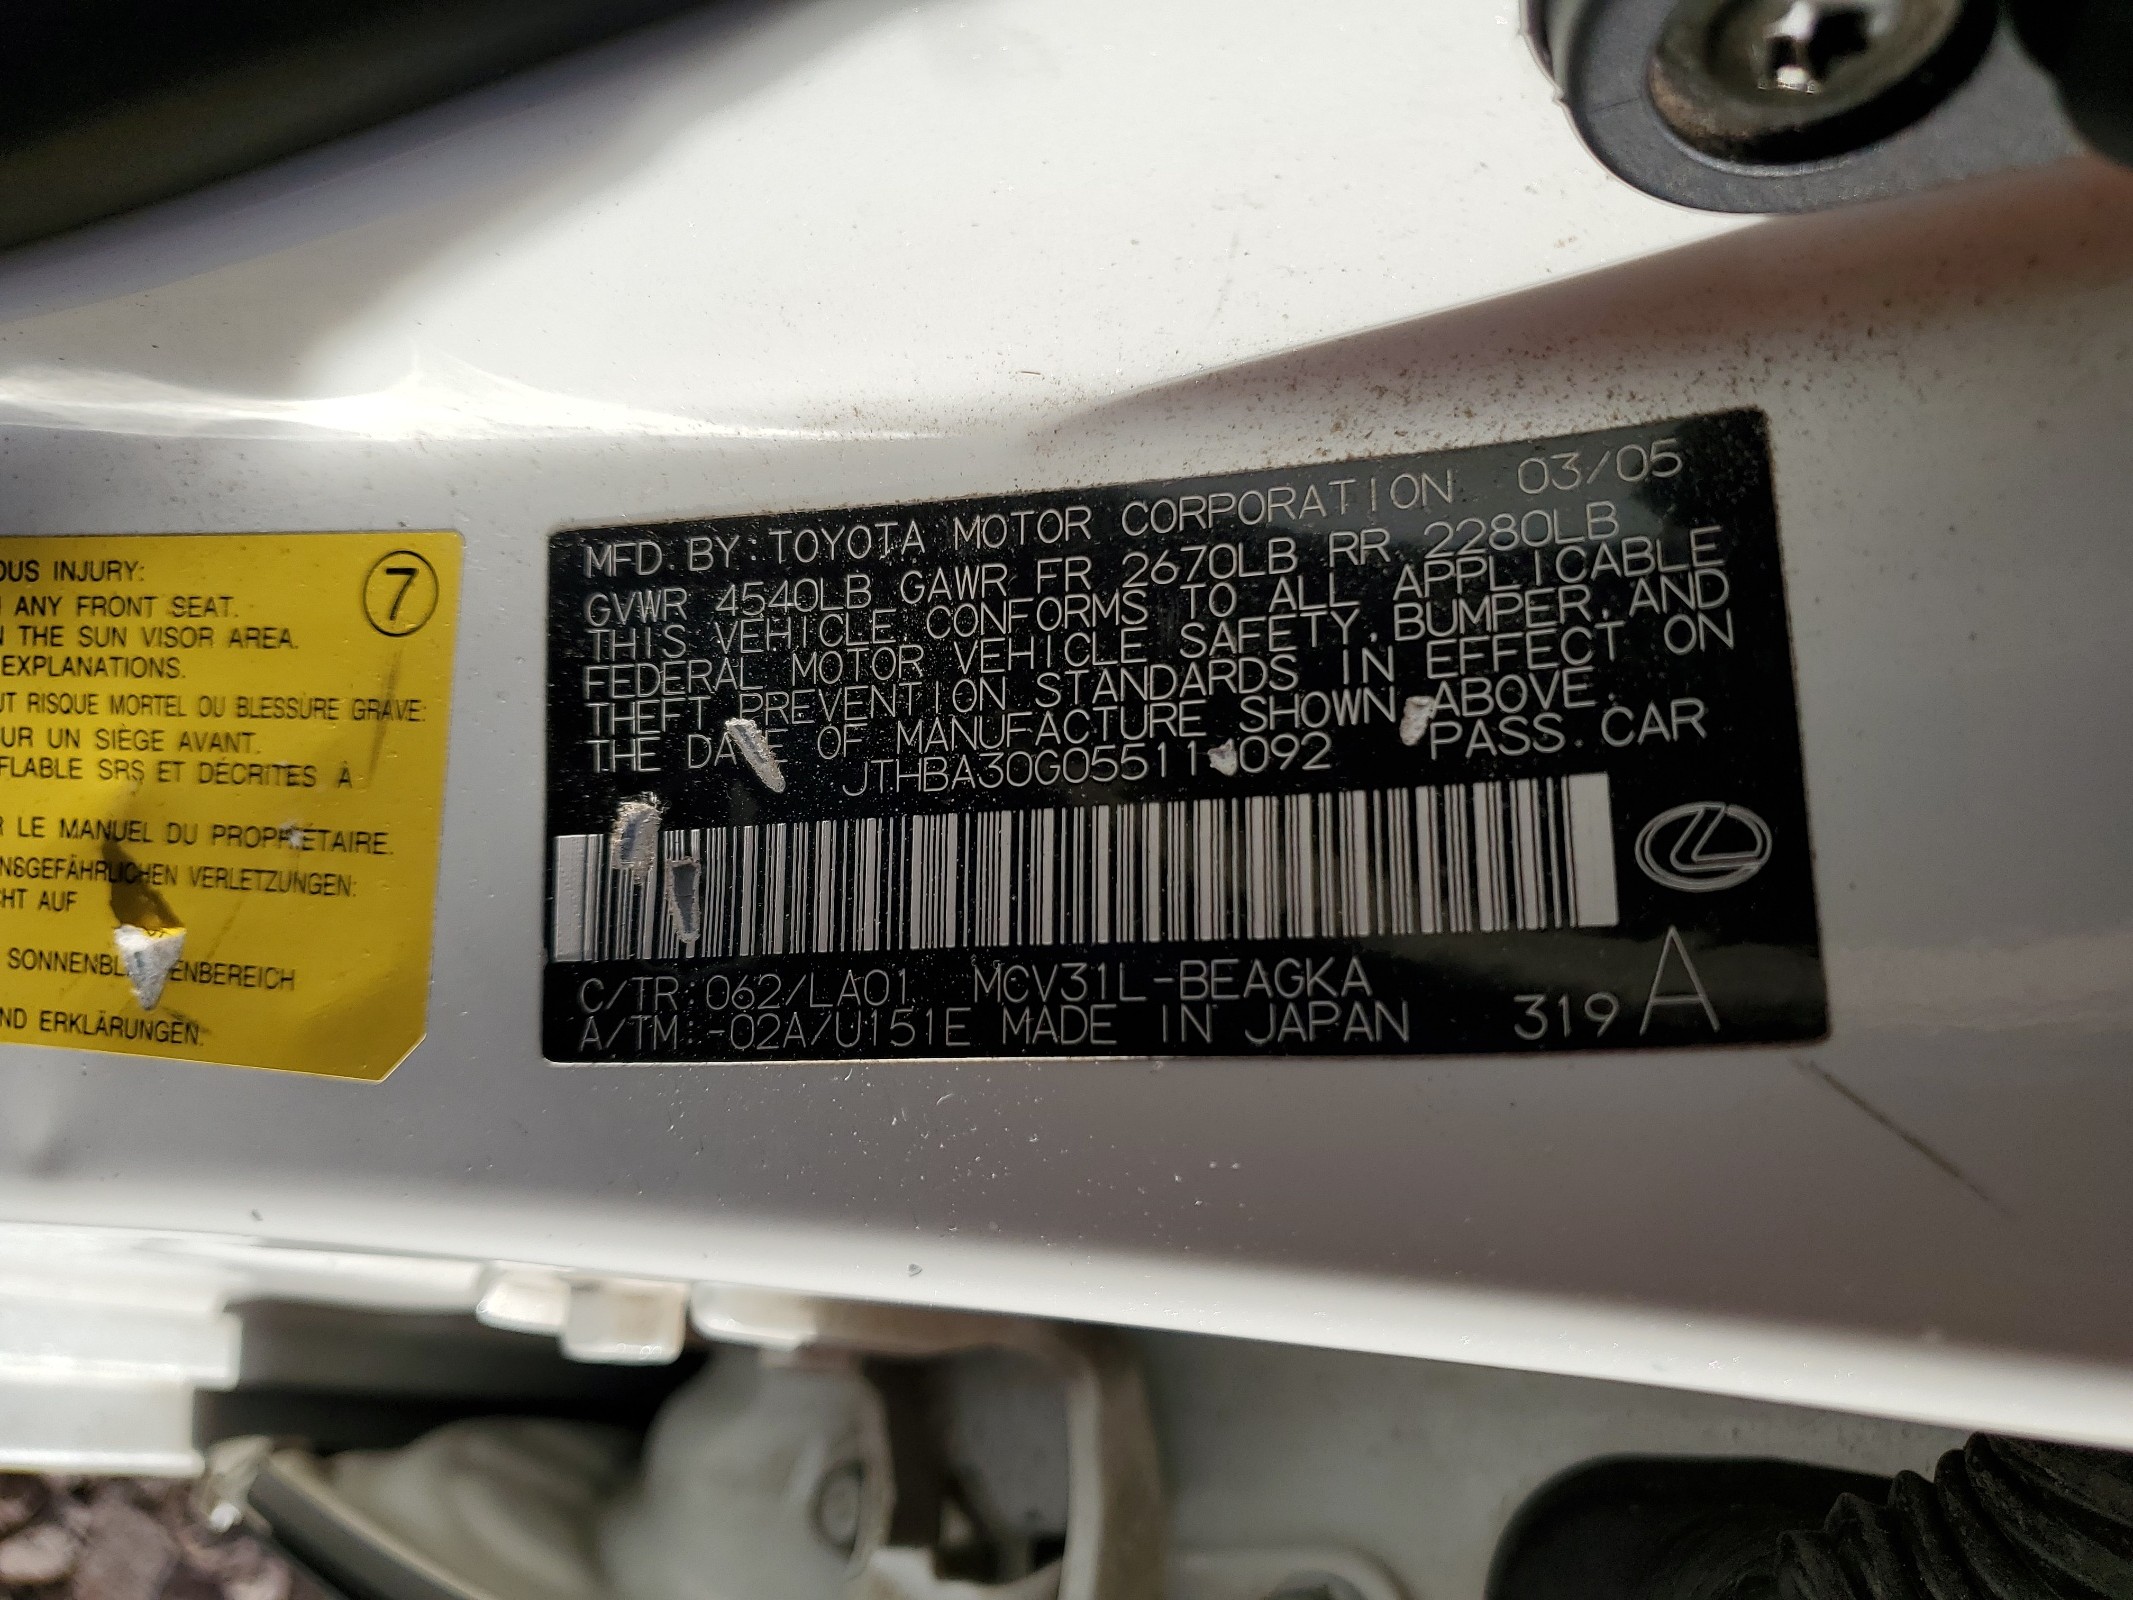 OUS INJURY:
ANY FRONT SEAT.
THE SUN VISOR AREA.
EXPLANATIONS.
RISQUE MORTEL OU BLESSURE GRAVE:
UR UN SIÈGE AVANT.
FLABLE SRS ET DÉCRITES À
LE MANUEL DU PROPRIÉTAIRE.
NSGEFÄHRLICHEN VERLETZUNGEN:
HT AUF
SONNENBL ENBEREICH
ND ERKLÄRUNGEN.
7
MFD. BY: TOYOTA MOTOR CORPORATION 03/05
GVWR 4540LB GAWR FR 2670LB RR 2280LB
THIS VEHICLE CONFORMS TO ALL APPLICABLE
FEDERAL MOTOR VEHICLE SAFETY, BUMPER, AND
THEFT PREVENTION STANDARDS IN EFFECT ON
THE DATE OF MANUFACTURE SHOWN ABOVE.
JTHBA30G05511 092 PASS. CAR
C/TR: 062/LA01 MCV31L-BEAGKA
A/TM: -02A/U151E MADE IN JAPAN 319 A